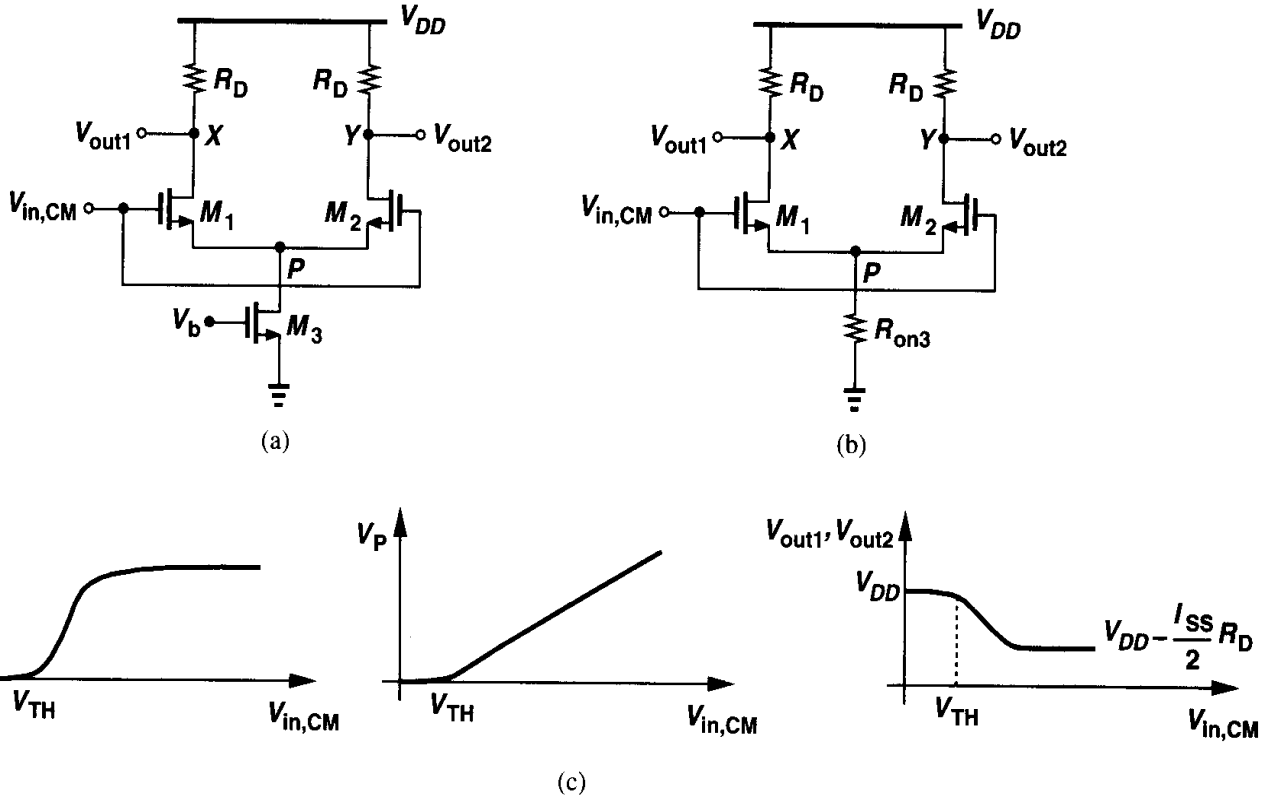 V_DD
R_D
R_D
V_out1
X
Y
V_out2
V_in,CM
M_1
M_2
P
V_b
M_3
(a)
V_DD
R_D
R_D
V_out1
X
Y
V_out2
V_in,CM
M_1
M_2
P
R_on3
(b)
V_TH
V_in,CM
V_P
V_TH
V_in,CM
V_out1, V_out2
V_DD
V_DD − I_SS/2 R_D
V_TH
V_in,CM
(c)